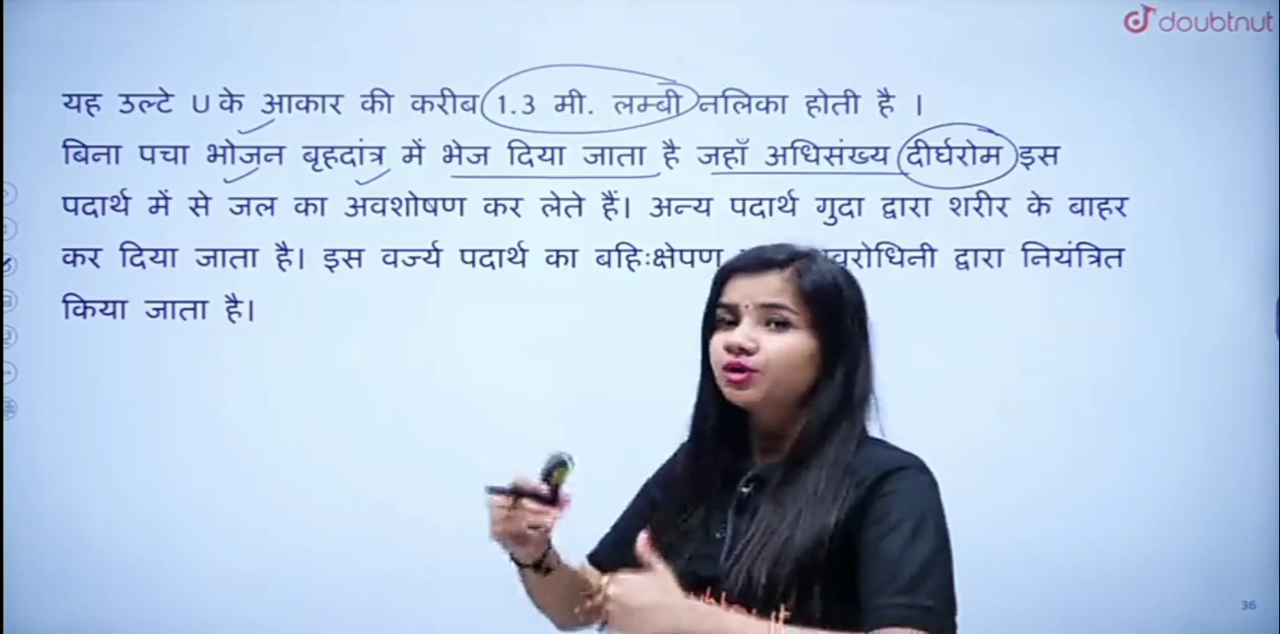 doubtnut
यह उल्टे U के आकार की करीब 1.3 मी. लम्बी नलिका होती है ।
बिना पचा भोजन बृहदांत्र में भेज दिया जाता है जहाँ अधिसंख्य दीर्घरोम इस
पदार्थ में से जल का अवशोषण कर लेते हैं। अन्य पदार्थ गुदा द्वारा शरीर के बाहर
कर दिया जाता है। इस वर्ज्य पदार्थ का बहिःक्षेपण द्वारा नियंत्रित
किया जाता है।
36